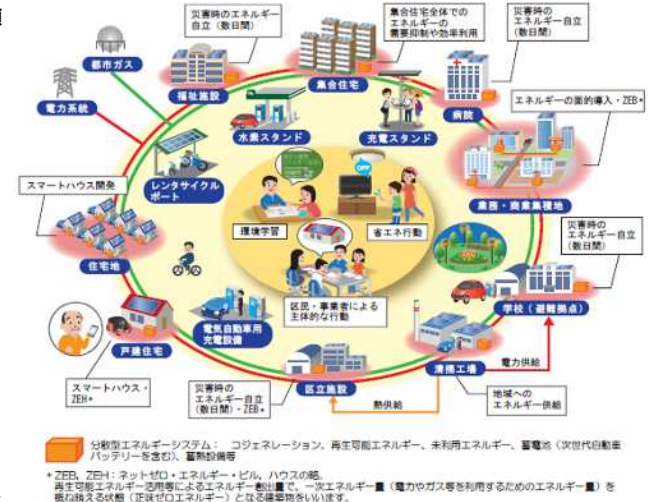 災害時のエネルギー
自立（数日間）
集合住宅全体での
エネルギーの
需要抑制や効率利用
災害時の
エネルギー自立
（数日間）
都市ガス
電力系統
福祉施設
集合住宅
病院
エネルギーの面的導入・ZEB*
水素スタンド
充電スタンド
レンタサイクル
ポート
OFF
業務・商業集積地
スマートハウス開発
住宅地
環境学習
省エネ行動
災害時の
エネルギー自立
（数日間）
区民・事業者による
主体的な行動
学校（避難拠点）
戸建住宅
電気自動車用
充電設備
区立施設
清掃工場
電力供給
熱供給
スマートハウス・
ZEH*
災害時の
エネルギー自立
（数日間）・ZEB*
地域への
エネルギー供給
分散型エネルギーシステム： コジェネレーション、再生可能エネルギー、未利用エネルギー、蓄電池（次世代自動車
バッテリーを含む）、蓄熱設備等
* ZEB、ZEH：ネットゼロ・エネルギー・ビル、ハウスの略。
再生可能エネルギー活用等によるエネルギー創出量で、一次エネルギー量（電力やガス等を利用するためのエネルギー量）を
概ね賄える状態（正味ゼロエネルギー）となる建築物をいいます。